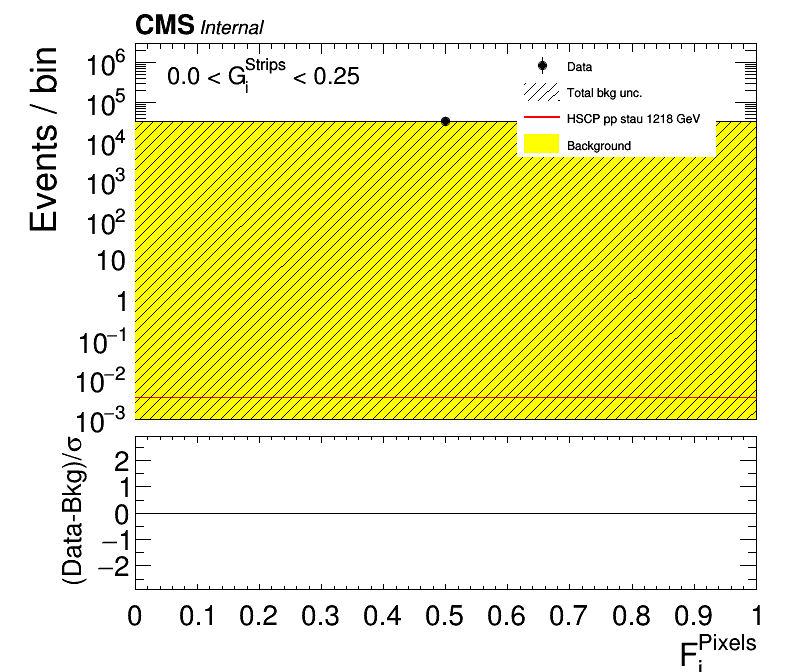 CMS Internal
Events / bin
0.0 < G_i^Strips < 0.25
Data
Total bkg unc.
HSCP pp stau 1218 GeV
Background
10^6
10^5
10^4
10^3
10^2
10
1
10^−1
10^−2
10^−3
(Data-Bkg)/σ
2
1
0
−1
−2
0 0.1 0.2 0.3 0.4 0.5 0.6 0.7 0.8 0.9 1
F_i^Pixels